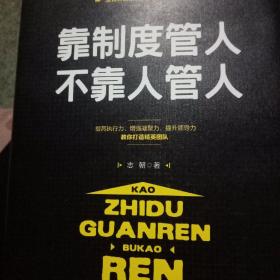 靠制度管人
不靠人管人
提高执行力、增强凝聚力、提升领导力
教你打造精英团队
志 朝 ◎ 著
KAO
ZHIDU
GUANREN
BUKAO
REN